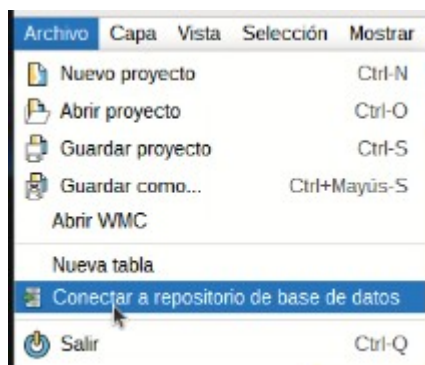 Archivo Capa Vista Selección Mostrar
Nuevo proyecto Ctrl-N
Abrir proyecto Ctrl-O
Guardar proyecto Ctrl-S
Guardar como... Ctrl+Mayús-S
Abrir WMC
Nueva tabla
Conectar a repositorio de base de datos
Salir Ctrl-Q